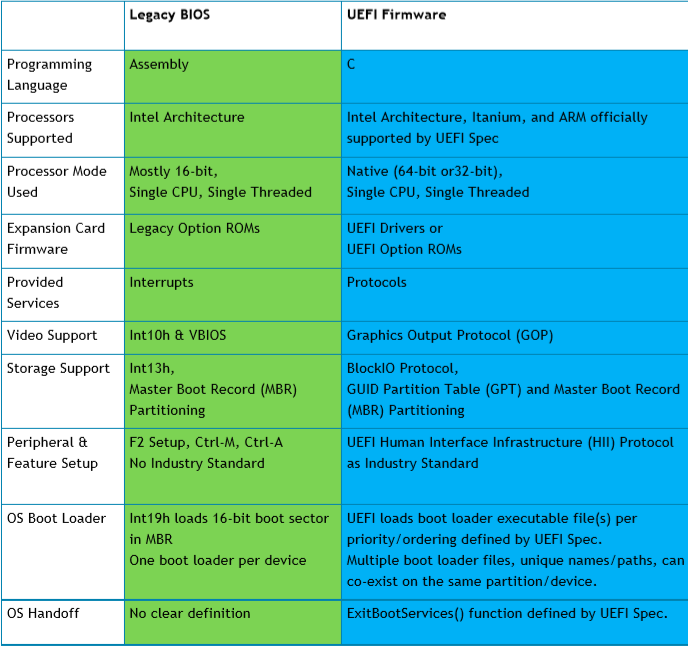 Legacy BIOS
UEFI Firmware
Programming
Language
Assembly
C
Processors
Supported
Intel Architecture
Intel Architecture, Itanium, and ARM officially
supported by UEFI Spec
Processor Mode
Used
Mostly 16-bit,
Single CPU, Single Threaded
Native (64-bit or32-bit),
Single CPU, Single Threaded
Expansion Card
Firmware
Legacy Option ROMs
UEFI Drivers or
UEFI Option ROMs
Provided
Services
Interrupts
Protocols
Video Support
Int10h & VBIOS
Graphics Output Protocol (GOP)
Storage Support
Int13h,
Master Boot Record (MBR)
Partitioning
BlockIO Protocol,
GUID Partition Table (GPT) and Master Boot Record
(MBR) Partitioning
Peripheral &
Feature Setup
F2 Setup, Ctrl-M, Ctrl-A
No Industry Standard
UEFI Human Interface Infrastructure (HII) Protocol
as Industry Standard
OS Boot Loader
Int19h loads 16-bit boot sector
in MBR
One boot loader per device
UEFI loads boot loader executable file(s) per
priority/ordering defined by UEFI Spec.
Multiple boot loader files, unique names/paths, can
co-exist on the same partition/device.
OS Handoff
No clear definition
ExitBootServices() function defined by UEFI Spec.